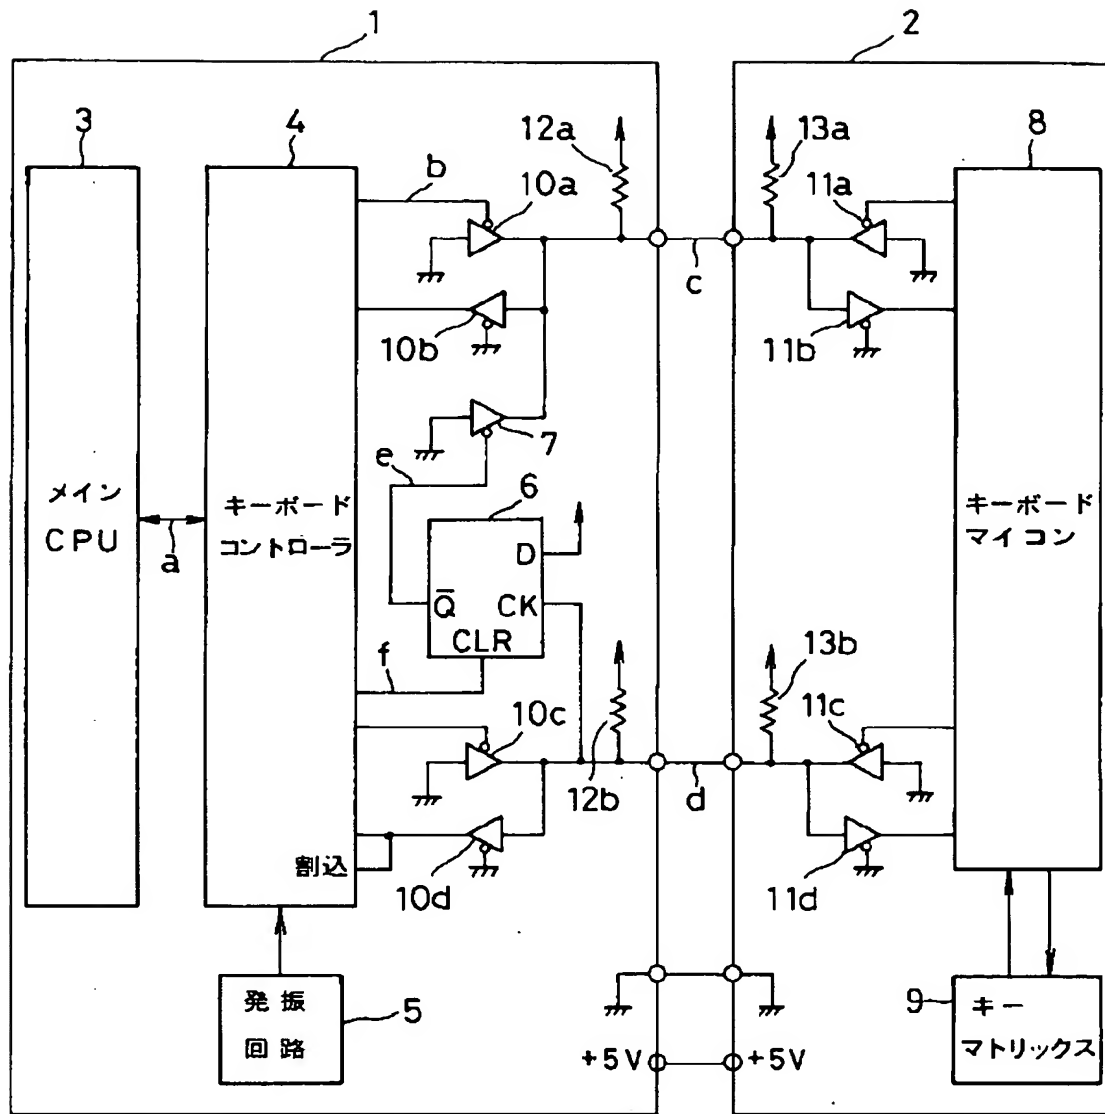 1
2
3
4
12a
13a
8
b
10a
11a
c
10b
11b
7
e
6
メイン
CPU
a
キーボード
コントローラ
D
Q̅
CK
CLR
キーボード
マイコン
f
13b
10c
11c
12b
d
割込
10d
11d
発振
回路
5
9
キー
マトリックス
+5V
+5V